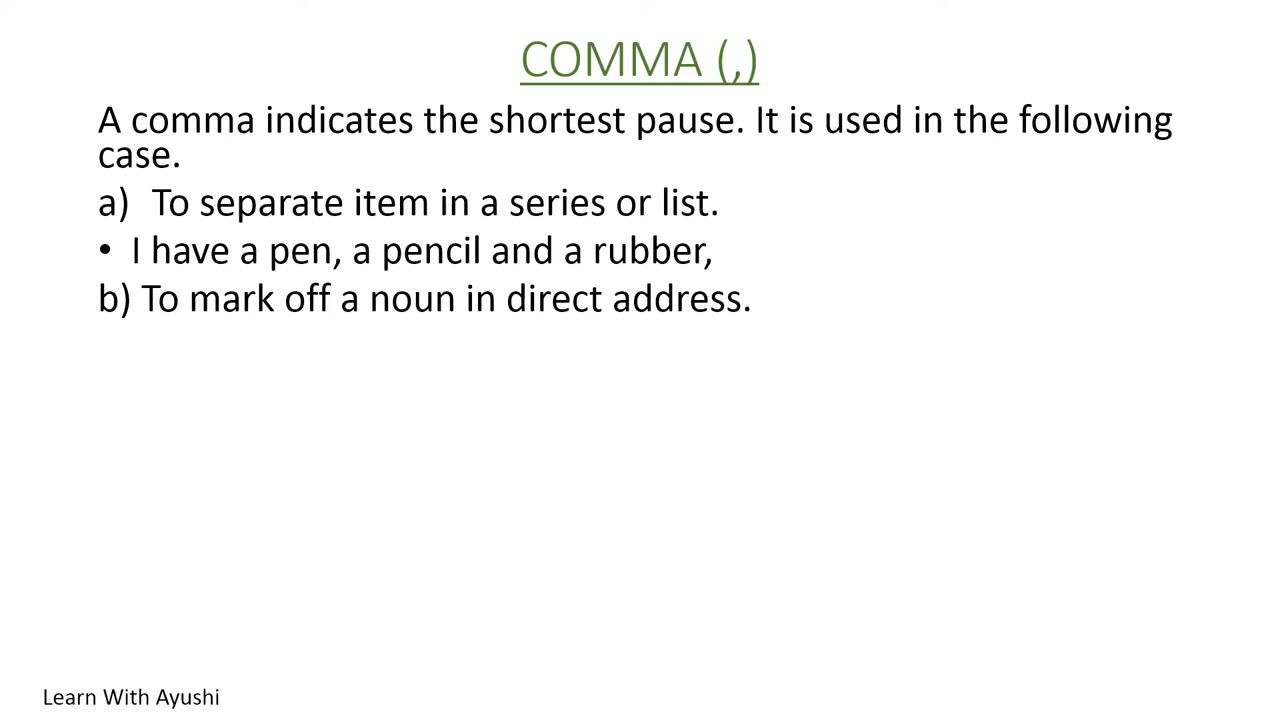 COMMA (,)
A comma indicates the shortest pause. It is used in the following
case.
a) To separate item in a series or list.
• I have a pen, a pencil and a rubber,
b) To mark off a noun in direct address.
Learn With Ayushi